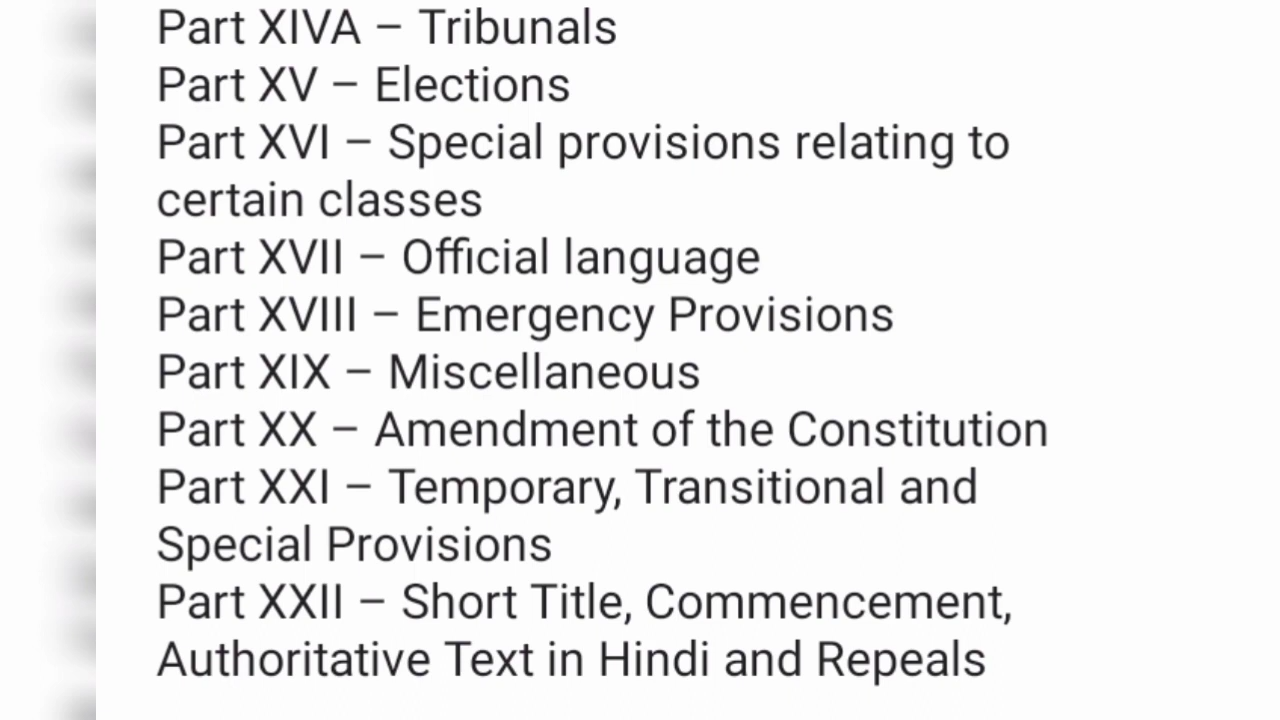 Part XIVA – Tribunals
Part XV – Elections
Part XVI – Special provisions relating to
certain classes
Part XVII – Official language
Part XVIII – Emergency Provisions
Part XIX – Miscellaneous
Part XX – Amendment of the Constitution
Part XXI – Temporary, Transitional and
Special Provisions
Part XXII – Short Title, Commencement,
Authoritative Text in Hindi and Repeals